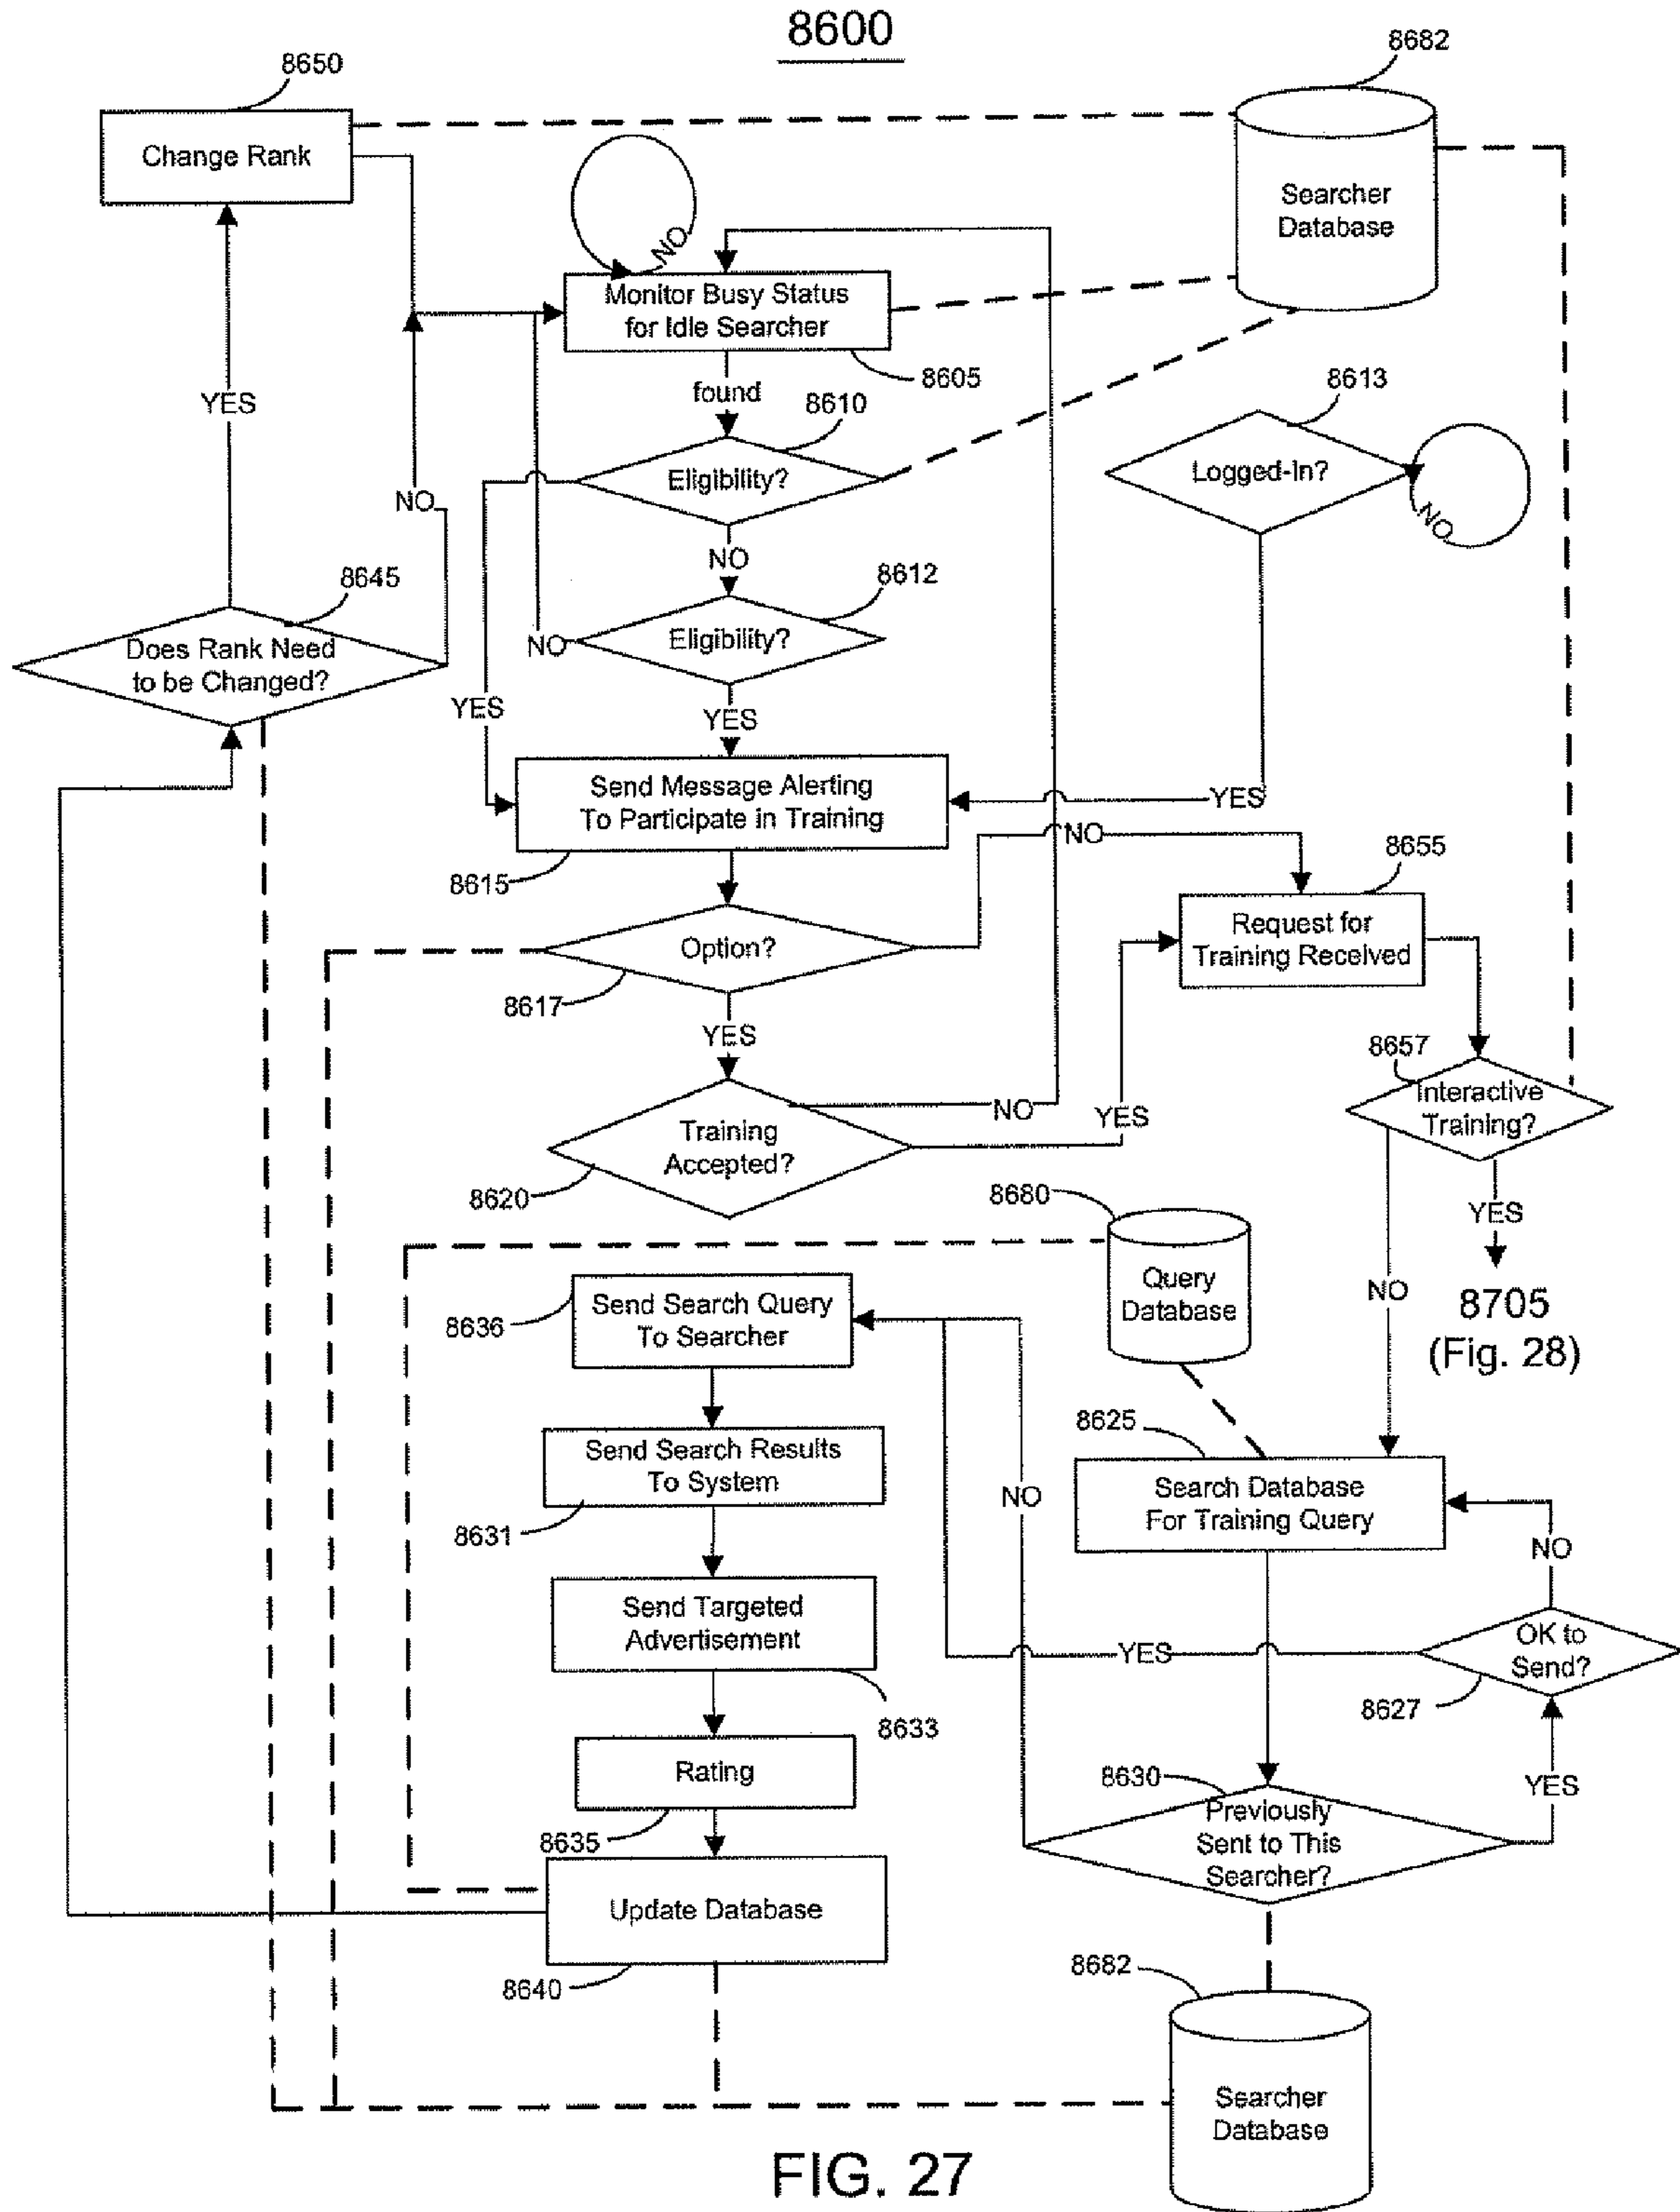 8600
8650
8682
Change Rank
Searcher
Database
NO
Monitor Busy Status
for Idle Searcher
8605
found
8613
8610
YES
Eligibility?
Logged-In?
NO
NO
NO
8612
8645
Eligibility?
NO
Does Rank Need
to be Changed?
YES
YES
Send Message Alerting
To Participate in Training
YES
NO
8655
8615
Request for
Training Received
Option?
8617
YES
8657
Interactive
Training?
NO
YES
Training
Accepted?
8620
8680
YES
Query
Database
NO
8705
(Fig. 28)
Send Search Query
To Searcher
8636
8625
Send Search Results
To System
8631
NO
Search Database
For Training Query
NO
Send Targeted
Advertisement
OK to
Send?
YES
8627
8633
Rating
8630
YES
8635
Previously
Sent to This
Searcher?
Update Database
8640
8682
Searcher
Database
FIG. 27